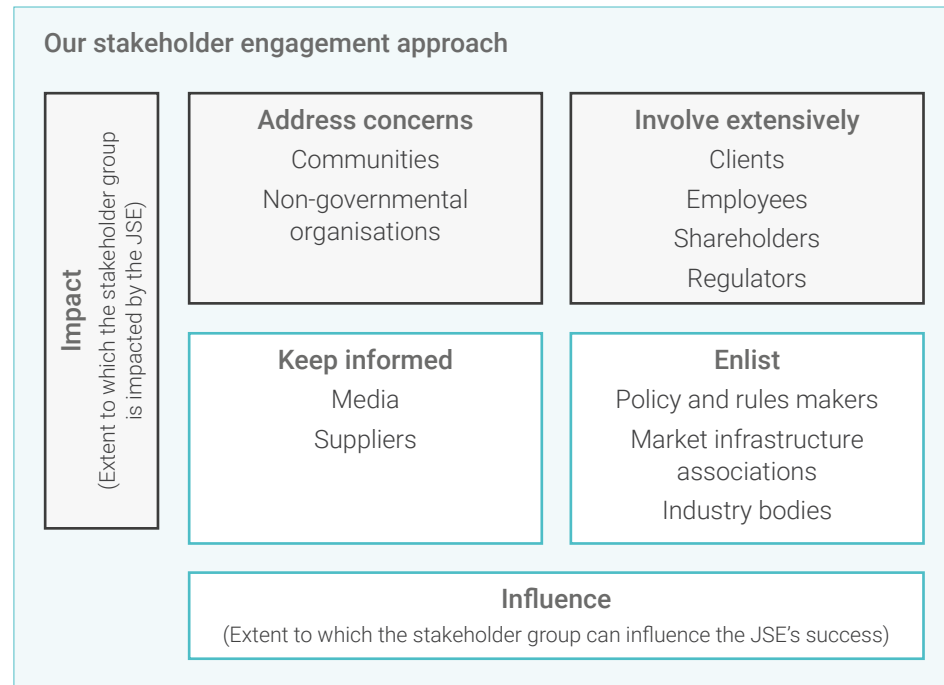 Our stakeholder engagement approach
Impact
(Extent to which the stakeholder group
is impacted by the JSE)
Address concerns
Communities
Non-governmental
organisations
Involve extensively
Clients
Employees
Shareholders
Regulators
Keep informed
Media
Suppliers
Enlist
Policy and rules makers
Market infrastructure
associations
Industry bodies
Influence
(Extent to which the stakeholder group can influence the JSE’s success)